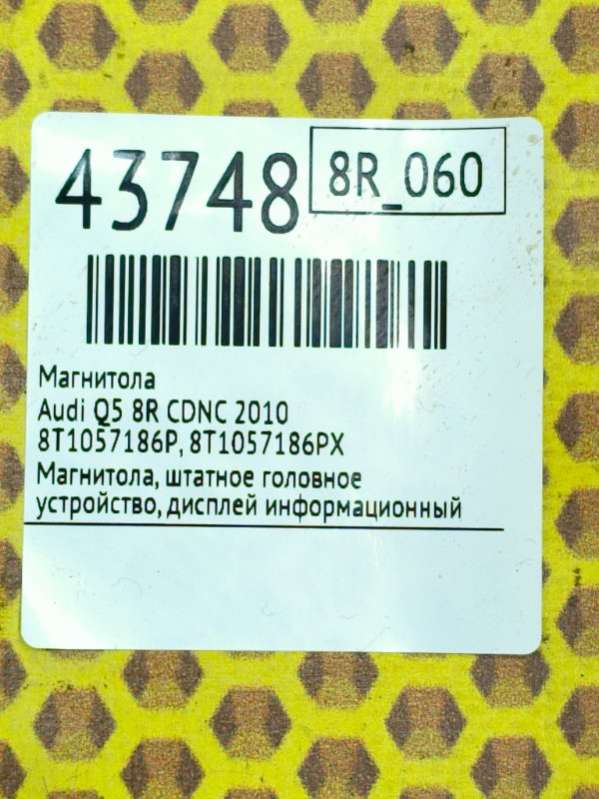 43748
8R_060
Магнитола
Audi Q5 8R CDNC 2010
8T1057186P, 8T1057186PX
Магнитола, штатное головное
устройство, дисплей информационный